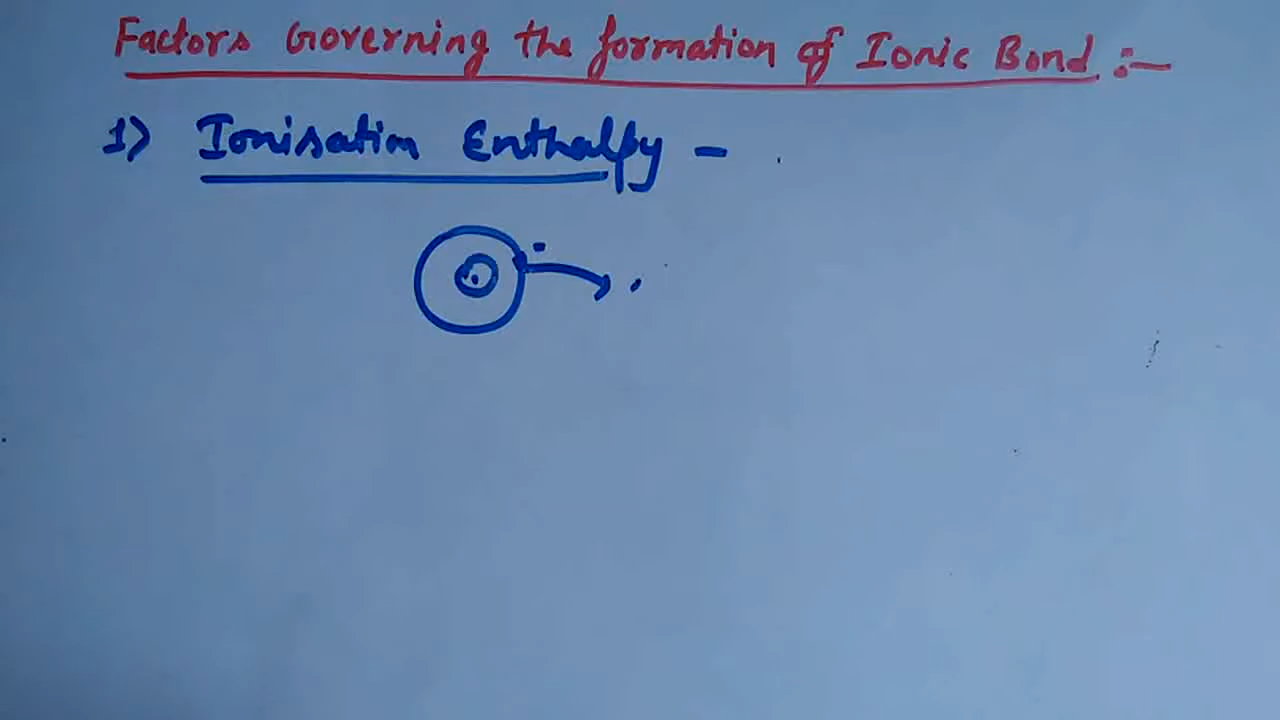 Factors Governing the formation of Ionic Bond :-
1) Ionisation Enthalpy -